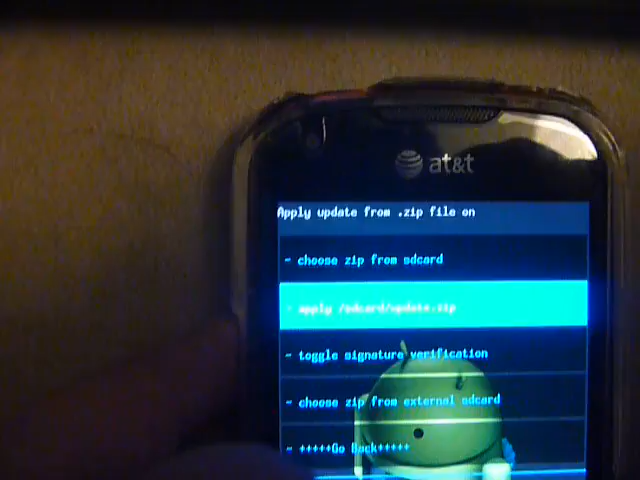 at&t
Apply update from .zip file on
- choose zip from sdcard
- apply /sdcard/update.zip
- toggle signature verification
- choose zip from external sdcard
- +++++Go Back+++++